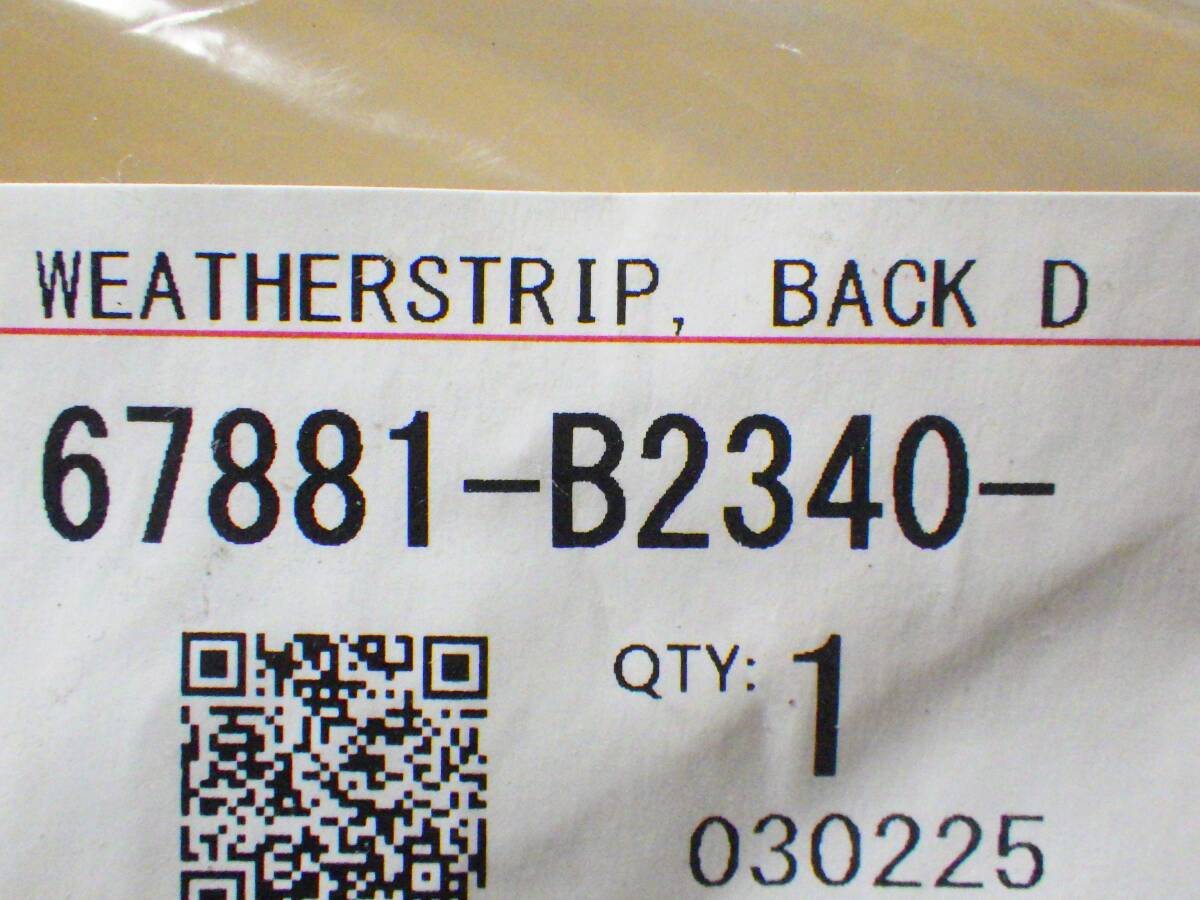 WEATHERSTRIP, BACK D
67881-B2340-
QTY: 1
030225